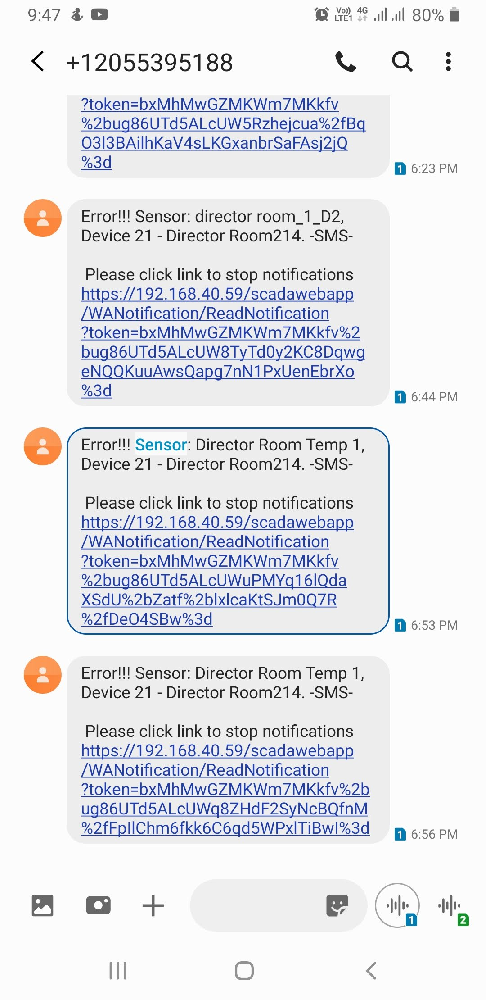 9:47
Vo)) 4G
LTE1
80%
+12055395188
?token=bxMhMwGZMKWm7MKkfv
%2bug86UTd5ALcUW5Rzhejcua%2fBq
O3l3BAilhKaV4sLKGxanbrSaFAsj2jQ
%3d
1 6:23 PM
Error!!! Sensor: director room_1_D2,
Device 21 - Director Room214. -SMS-
Please click link to stop notifications
https://192.168.40.59/scadawebapp
/WANotification/ReadNotification
?token=bxMhMwGZMKWm7MKkfv%2
bug86UTd5ALcUW8TyTd0y2KC8Dqwg
eNQQKuuAwsQapg7nN1PxUenEbrXo
%3d
1 6:44 PM
Error!!! Sensor: Director Room Temp 1,
Device 21 - Director Room214. -SMS-
Please click link to stop notifications
https://192.168.40.59/scadawebapp
/WANotification/ReadNotification
?token=bxMhMwGZMKWm7MKkfv
%2bug86UTd5ALcUWuPMYq16lQda
XSdU%2bZatf%2blxlcaKtSJm0Q7R
%2fDeO4SBw%3d
1 6:53 PM
Error!!! Sensor: Director Room Temp 1,
Device 21 - Director Room214. -SMS-
Please click link to stop notifications
https://192.168.40.59/scadawebapp
/WANotification/ReadNotification
?token=bxMhMwGZMKWm7MKkfv%2b
ug86UTd5ALcUWq8ZHdF2SyNcBQfnM
%2fFpIlChm6fkk6C6qd5WPxlTiBwI%3d
1 6:56 PM
1
2